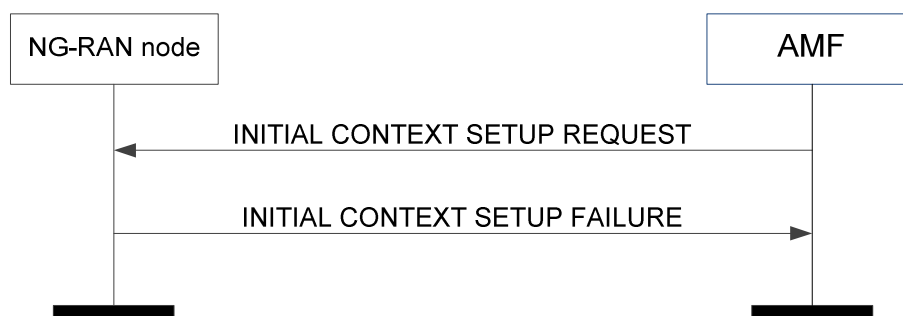 NG-RAN node
AMF
INITIAL CONTEXT SETUP REQUEST
INITIAL CONTEXT SETUP FAILURE